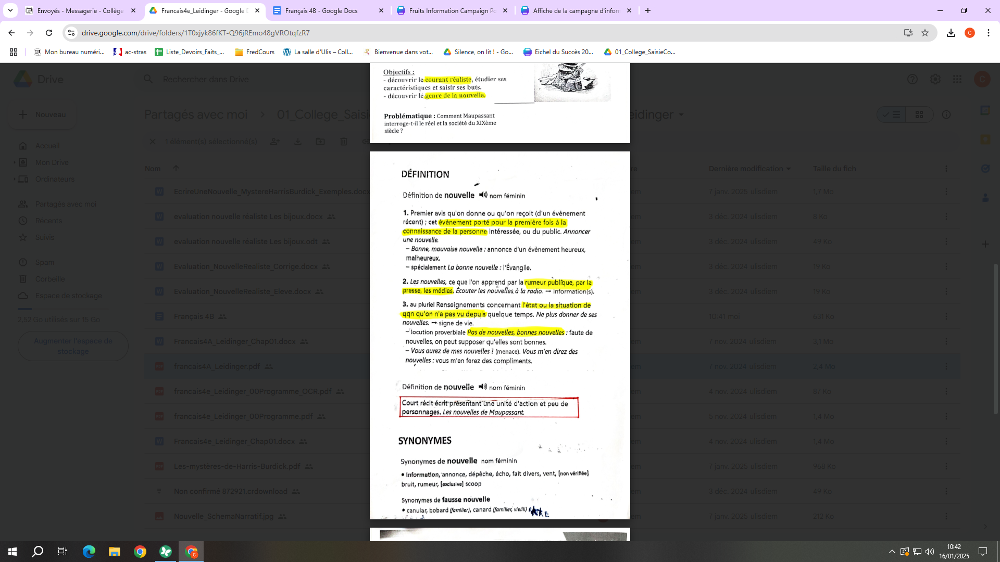 Envoyés - Messagerie - Collège
Francais4e_Leidinger - Google D
Français 4B - Google Docs
Fruits Information Campaign Po
Affiche de la campagne d'inforn
drive.google.com/drive/folders/1T0xjyk86fKT-Q96jREmo48gVROtqfzR7
Mon bureau numéri...
ac-stras
Liste_Devoirs_Faits_...
FredCours
La salle d'Ulis – Coll...
Bienvenue dans vot...
Silence, on lit ! - Go...
Eichel du Succès 20...
01_College_SaisieCo...
Drive
Rechercher dans Drive
Nouveau
Partagés avec moi
01_College_Saisi
eidinger
1 élément(s) sélectionné(s)
Accueil
Mon Drive
Ordinateurs
Partagés avec moi
Récents
Suivis
Spam
Corbeille
Espace de stockage
2,52 Go utilisés sur 15 Go
Augmenter l'espace de
stockage
Nom
Dernière modification
Taille du fich
EcrireUneNouvelle_MystereHarrisBurdick_Exemples.docx
7 janv. 2025 ulisdiem
1,7 Mo
evaluation nouvelle réaliste Les bijoux.docx
3 déc. 2024 ulisdiem
8 Ko
evaluation nouvelle réaliste Les bijoux.odt
3 déc. 2024 ulisdiem
49 Ko
Evaluation_NouvelleRealiste_Corrige.docx
3 déc. 2024 ulisdiem
19 Ko
Evaluation_NouvelleRealiste_Eleve.docx
3 déc. 2024 ulisdiem
19 Ko
Français 4B
10:41 moi
631 Ko
Francais4A_Leidinger_Chap01.docx
7 nov. 2024 ulisdiem
3,1 Mo
francais4A_Leidinger.pdf
7 nov. 2024 ulisdiem
2,4 Mo
francais4e_Leidinger_00Programme_OCR.pdf
4 nov. 2024 ulisdiem
87 Ko
francais4e_Leidinger_00Programme.pdf
5 nov. 2024 ulisdiem
1,4 Mo
Francais4e_Leidinger_Chap01.docx
4 nov. 2024 ulisdiem
1,4 Mo
Les-mystères-de-Harris-Burdick.pdf
7 janv. 2025 ulisdiem
968 Ko
Non confirmé 872921.crdownload
3 déc. 2024 ulisdiem
49 Ko
Nouvelle_SchemaNarratif.jpg
7 janv. 2025 ulisdiem
212 Ko
Objectifs :
- découvrir le courant réaliste, étudier ses
caractéristiques et saisir ses buts.
- découvrir le genre de la nouvelle.
Problématique : Comment Maupassant
interroge-t-il le réel et la société du XIXème
siècle ?
DÉFINITION
Définition de nouvelle nom féminin
1. Premier avis qu'on donne ou qu'on reçoit (d'un évènement
récent) ; cet évènement porté pour la première fois à la
connaissance de la personne intéressée, ou du public. Annoncer
une nouvelle.
– Bonne, mauvaise nouvelle : annonce d'un évènement heureux,
malheureux.
– spécialement La bonne nouvelle : l'Évangile.
2. Les nouvelles, ce que l'on apprend par la rumeur publique, par la
presse, les médias. Écouter les nouvelles à la radio. → information(s).
3. au pluriel Renseignements concernant l'état ou la situation de
qqn qu'on n'a pas vu depuis quelque temps. Ne plus donner de ses
nouvelles. → signe de vie.
– locution proverbiale Pas de nouvelles, bonnes nouvelles : faute de
nouvelles, on peut supposer qu'elles sont bonnes.
– Vous aurez de mes nouvelles ! (menace). Vous m'en direz des
nouvelles : vous m'en ferez des compliments.
Définition de nouvelle nom féminin
Court récit écrit présentant une unité d'action et peu de
personnages. Les nouvelles de Maupassant.
SYNONYMES
Synonymes de nouvelle nom féminin
• information, annonce, dépêche, écho, fait divers, vent, [non vérifiée]
bruit, rumeur, [exclusive] scoop
Synonymes de fausse nouvelle
• canular, bobard (familier), canard (familier, vieilli)
10:42
16/01/2025